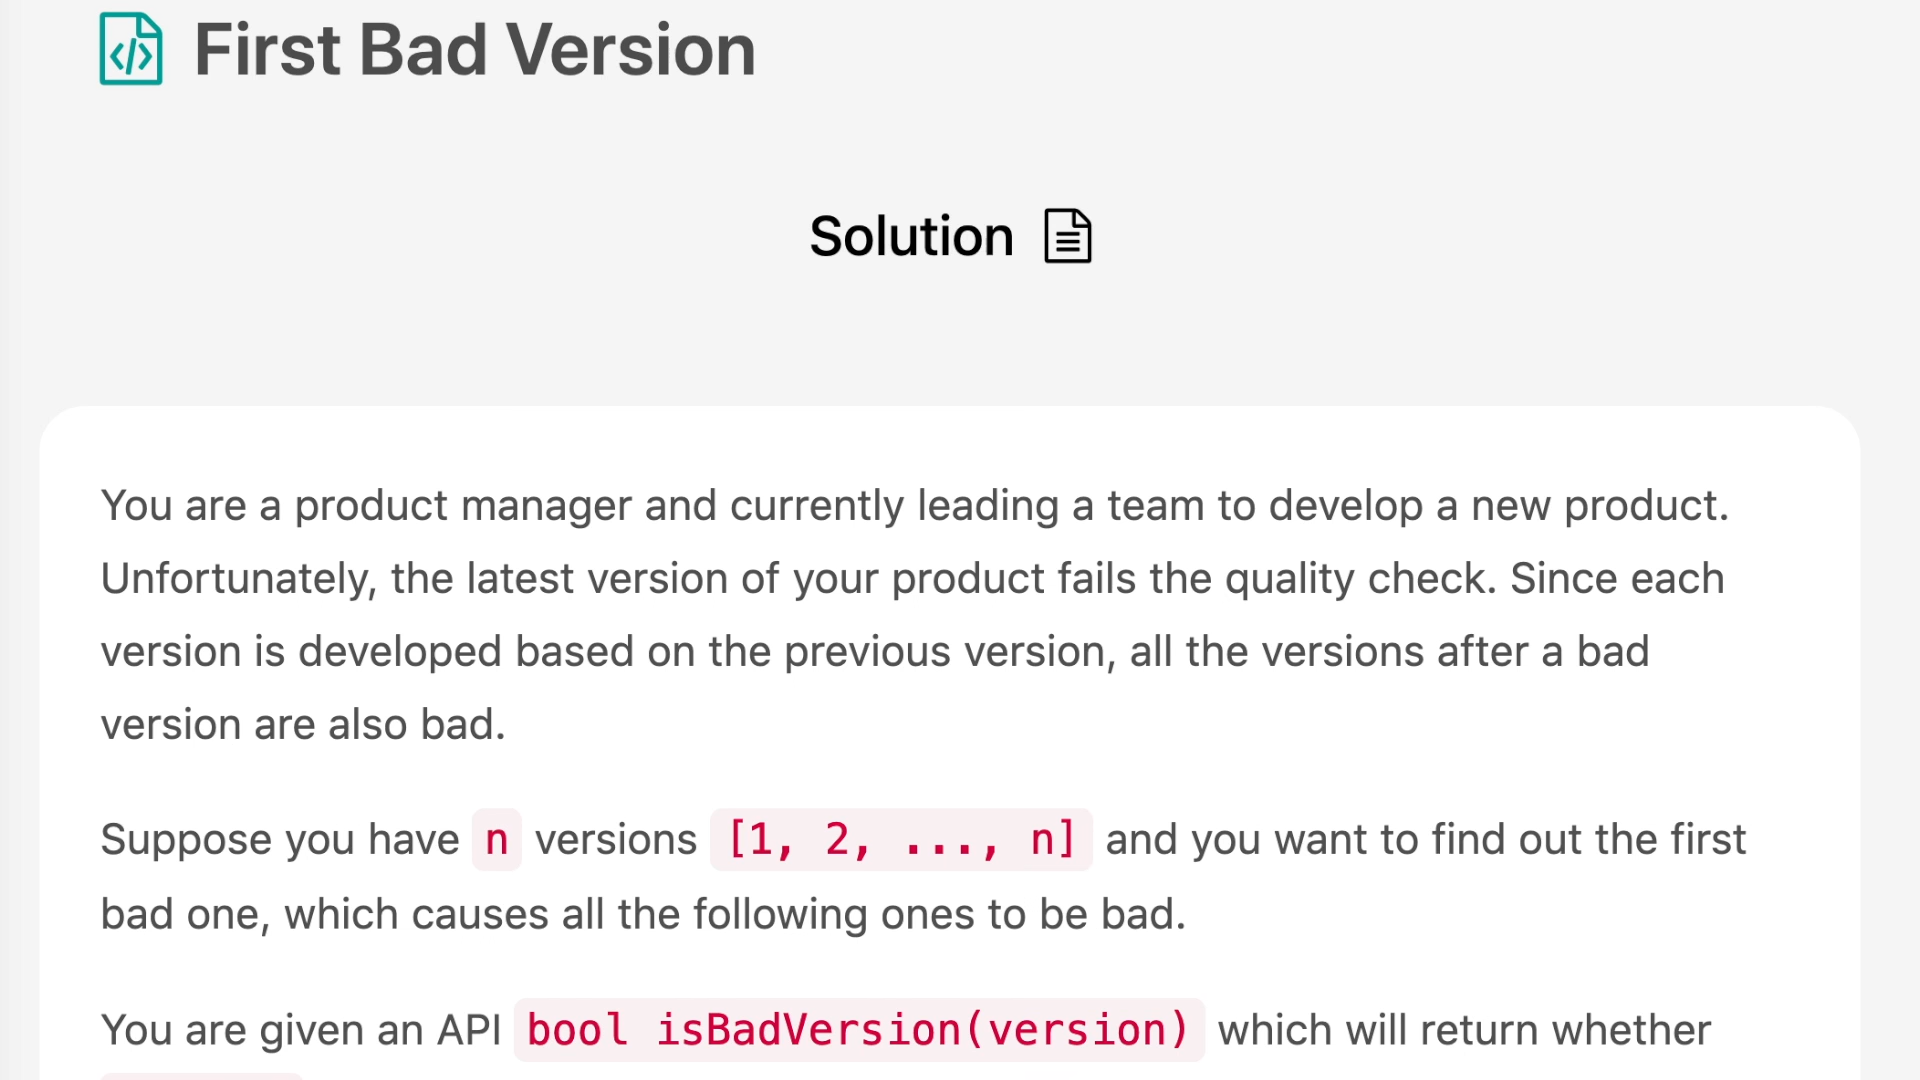 First Bad Version
Solution
You are a product manager and currently leading a team to develop a new product.
Unfortunately, the latest version of your product fails the quality check. Since each
version is developed based on the previous version, all the versions after a bad
version are also bad.
Suppose you have n versions [1, 2, ..., n] and you want to find out the first
bad one, which causes all the following ones to be bad.
You are given an API bool isBadVersion(version) which will return whether